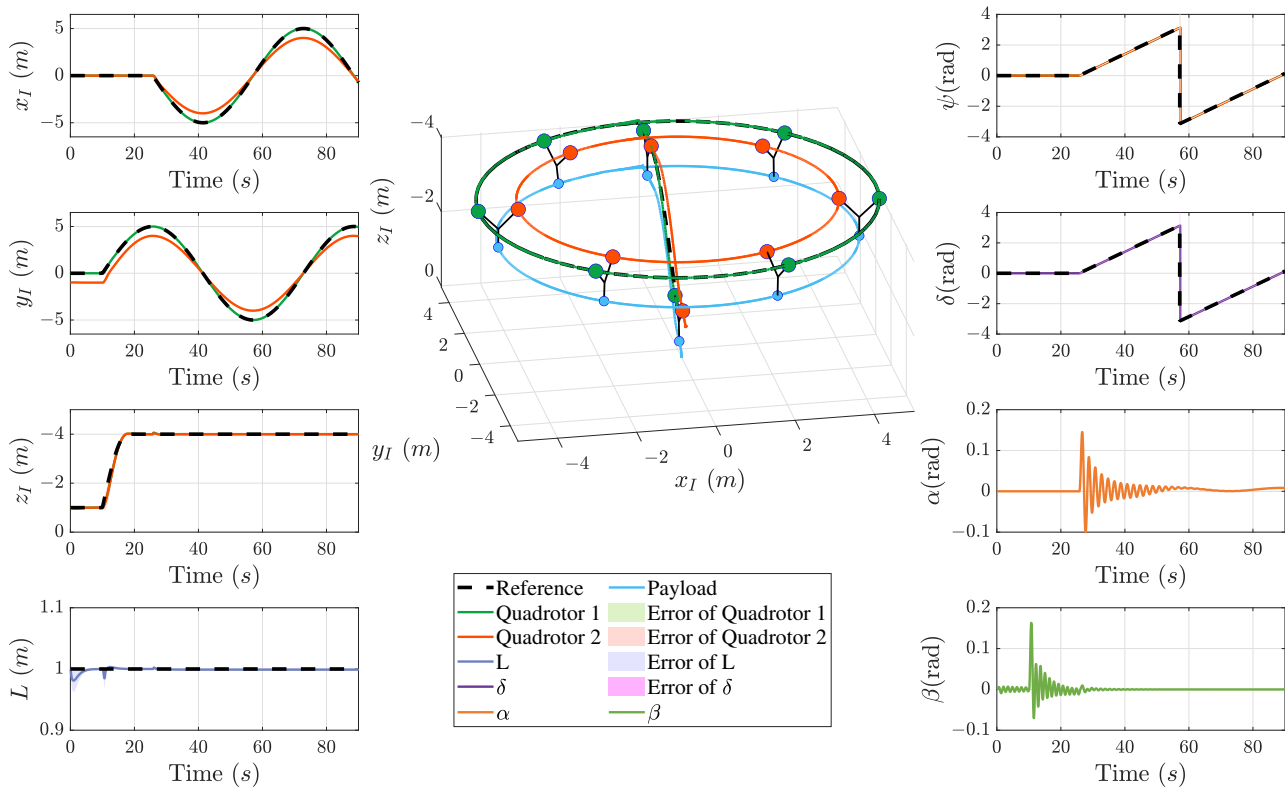 5
0
−5
x_I (m)
0 20 40 60 80
Time (s)
5
0
−5
y_I (m)
0 20 40 60 80
Time (s)
−4
−2
0
z_I (m)
0 20 40 60 80
Time (s)
1.1
1
0.9
L (m)
0 20 40 60 80
Time (s)
−4
−2
0
z_I (m)
4
2
0
−2
−4
y_I (m)
−4 −2 0 2 4
x_I (m)
Reference
Quadrotor 1
Quadrotor 2
L
δ
α
Payload
Error of Quadrotor 1
Error of Quadrotor 2
Error of L
Error of δ
β
4
2
0
−2
−4
ψ(rad)
0 20 40 60 80
Time (s)
4
2
0
−2
−4
δ(rad)
0 20 40 60 80
Time (s)
0.2
0.1
0
−0.1
α(rad)
0 20 40 60 80
Time (s)
0.2
0.1
0
−0.1
β(rad)
0 20 40 60 80
Time (s)